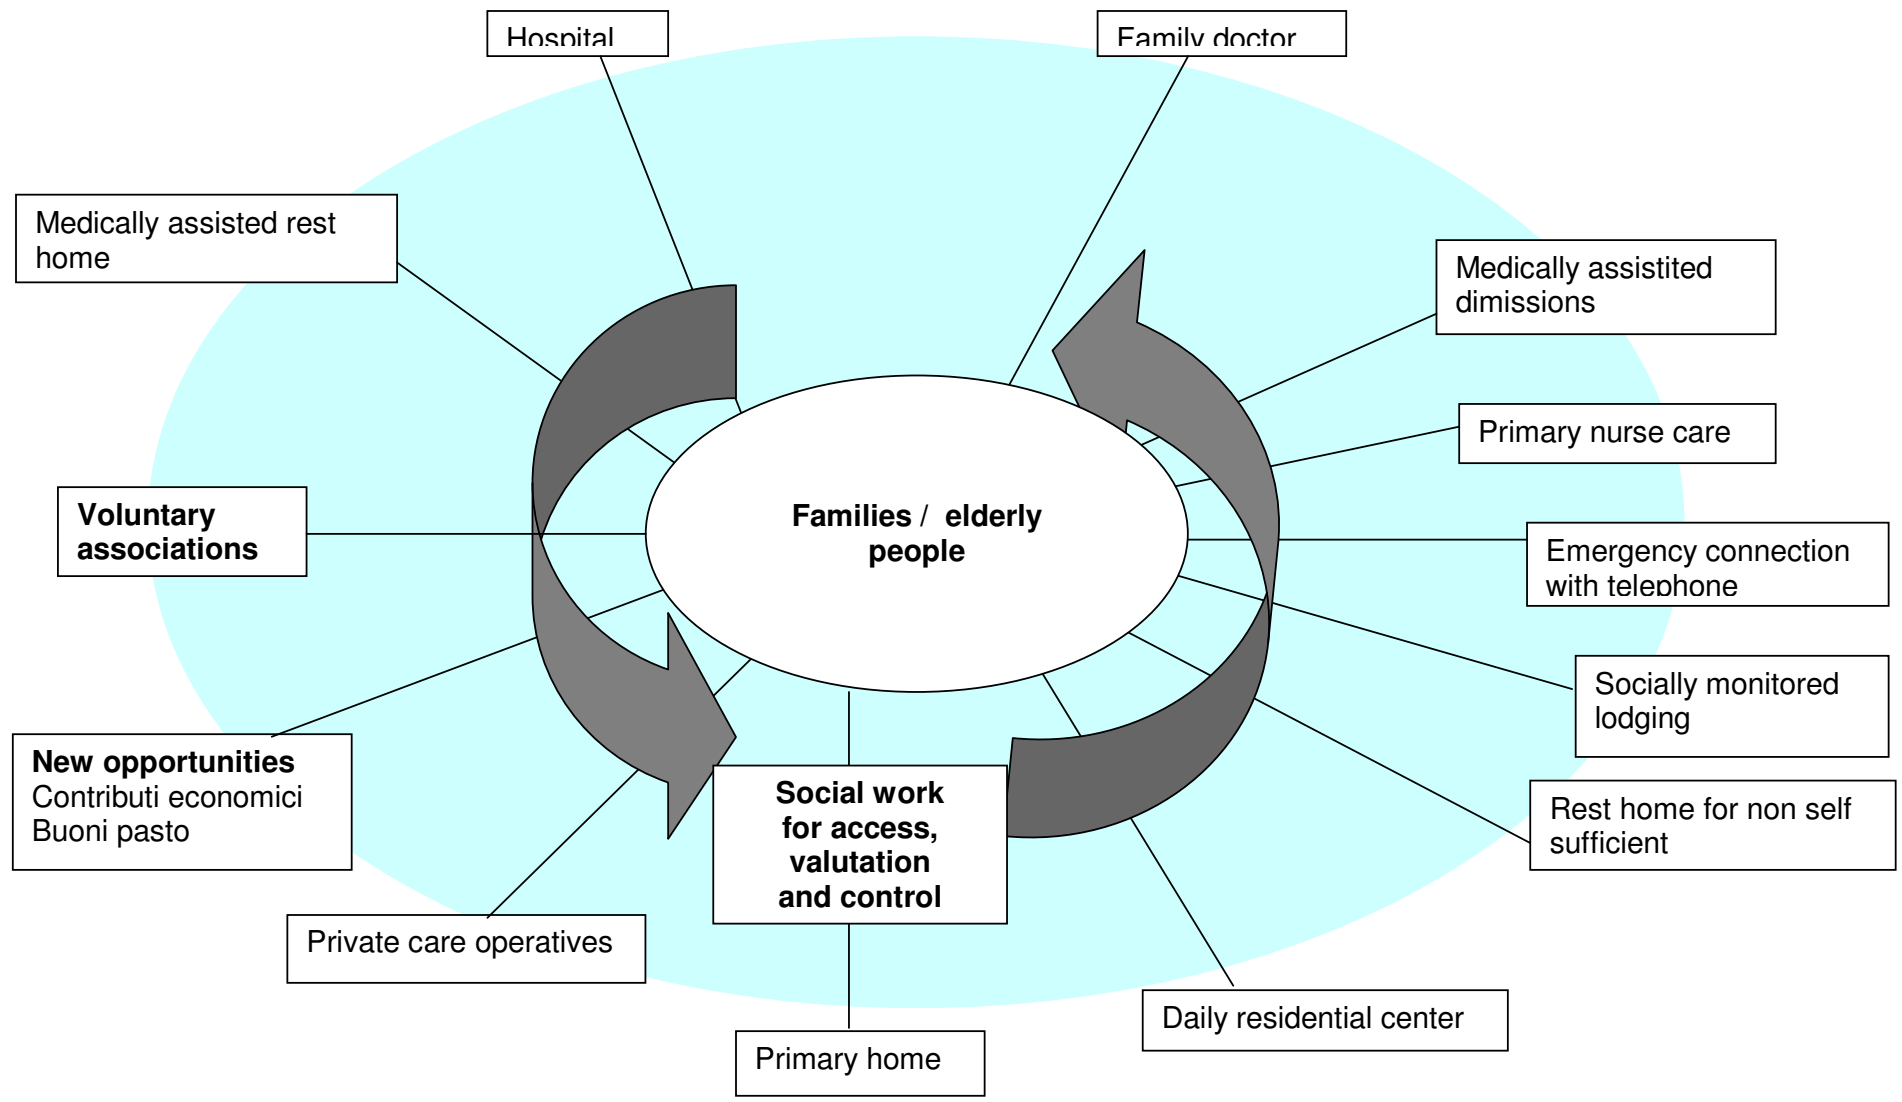 Hospital
Family doctor
Medically assisted rest
home
Medically assistited
dimissions
Primary nurse care
Voluntary
associations
Families / elderly
people
Emergency connection
with telephone
Socially monitored
lodging
New opportunities
Contributi economici
Buoni pasto
Social work
for access,
valutation
and control
Rest home for non self
sufficient
Private care operatives
Daily residential center
Primary home